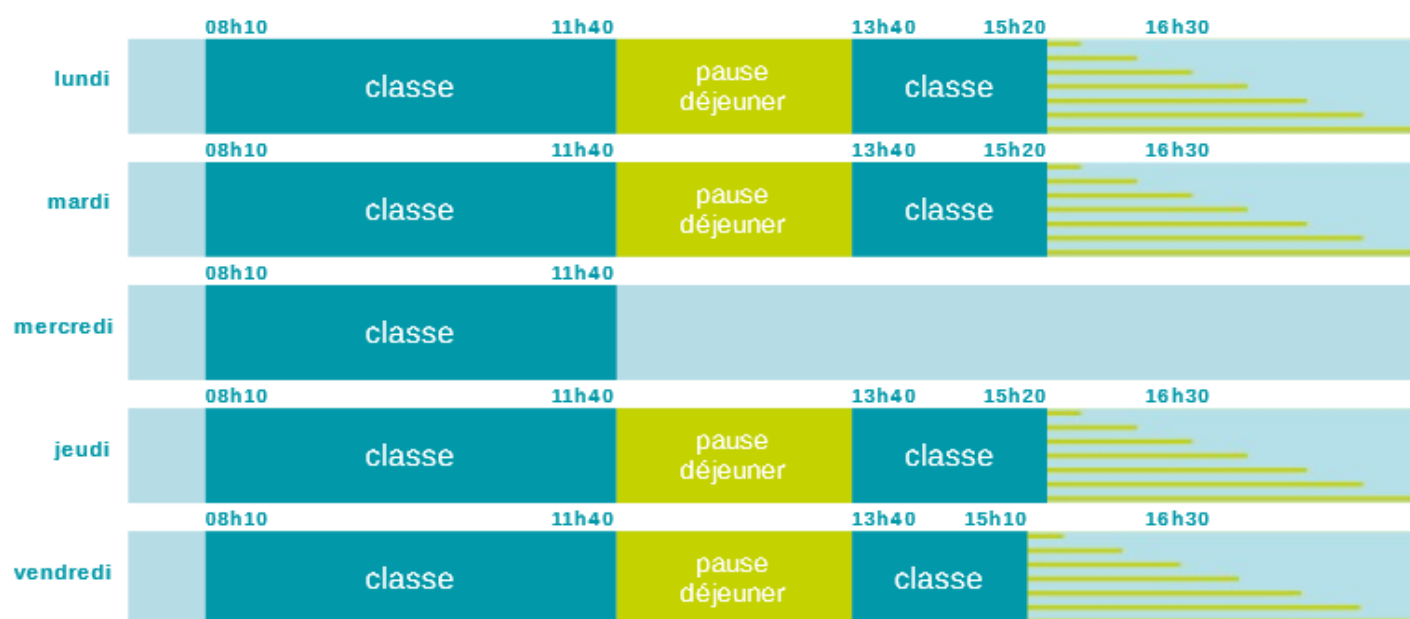 08h10 11h40 13h40 15h20 16h30
lundi classe pause déjeuner classe
08h10 11h40 13h40 15h20 16h30
mardi classe pause déjeuner classe
08h10 11h40
mercredi classe
08h10 11h40 13h40 15h20 16h30
jeudi classe pause déjeuner classe
08h10 11h40 13h40 15h10 16h30
vendredi classe pause déjeuner classe